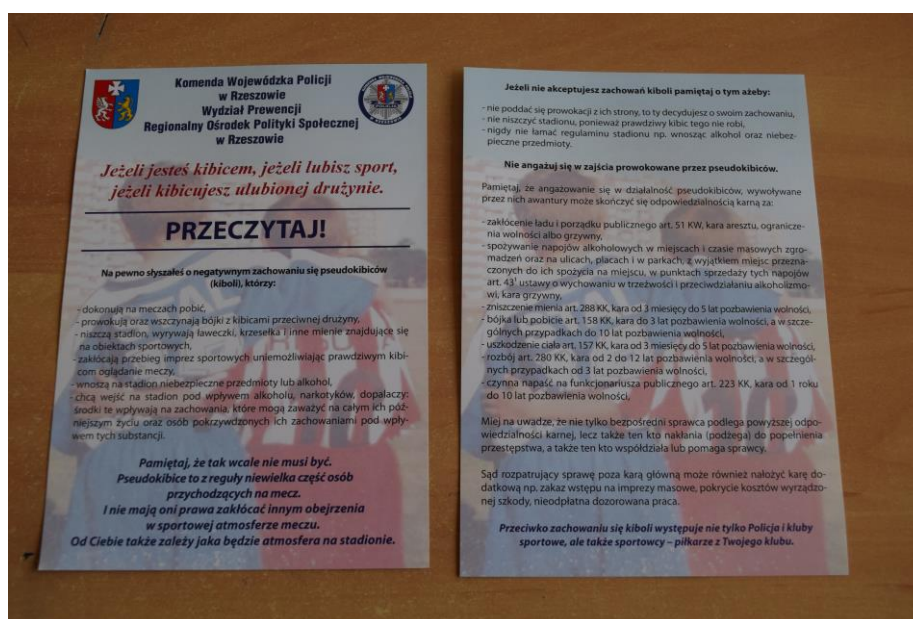 Komenda Wojewódzka Policji
w Rzeszowie
Wydział Prewencji
Regionalny Ośrodek Polityki Społecznej
w Rzeszowie
Jeżeli jesteś kibicem, jeżeli lubisz sport,
jeżeli kibicujesz ulubionej drużynie.
PRZECZYTAJ!
Na pewno słyszałeś o negatywnym zachowaniu się pseudokibiców
(kiboli), którzy:
- dokonują na meczach pobić,
- prowokują oraz wszczynają bójki z kibicami przeciwnej drużyny,
- niszczą stadion, wyrywają ławeczki, krzesełka i inne mienie znajdujące się
na obiektach sportowych,
- zakłócają przebieg imprez sportowych uniemożliwiając prawdziwym kibi-
com oglądanie meczy,
- wnoszą na stadion niebezpieczne przedmioty lub alkohol,
- chcą wejść na stadion pod wpływem alkoholu, narkotyków, dopalaczy:
środki te wpływają na zachowania, które mogą zaważyć na całym ich póź-
niejszym życiu oraz osób pokrzywdzonych ich zachowaniami pod wpły-
wem tych substancji.
Pamiętaj, że tak wcale nie musi być.
Pseudokibice to z reguły niewielka część osób
przychodzących na mecz.
I nie mają oni prawa zakłócać innym obejrzenia
w sportowej atmosferze meczu.
Od Ciebie także zależy jaka będzie atmosfera na stadionie.
Jeżeli nie akceptujesz zachowań kiboli pamiętaj o tym ażeby:
- nie poddać się prowokacji z ich strony, to ty decydujesz o swoim zachowaniu,
- nie niszczyć stadionu, ponieważ prawdziwy kibic tego nie robi,
- nigdy nie łamać regulaminu stadionu np. wnosząc alkohol oraz niebez-
pieczne przedmioty.
Nie angażuj się w zajścia prowokowane przez pseudokibiców.
Pamiętaj, że angażowanie się w działalność pseudokibiców, wywoływane
przez nich awantury może skończyć się odpowiedzialnością karną za:
- zakłócenie ładu i porządku publicznego art. 51 KW, kara aresztu, ogranicze-
nia wolności albo grzywny,
- spożywanie napojów alkoholowych w miejscach i czasie masowych zgro-
madzeń oraz na ulicach, placach i w parkach, z wyjątkiem miejsc przezna-
czonych do ich spożycia na miejscu, w punktach sprzedaży tych napojów
art. 43¹ ustawy o wychowaniu w trzeźwości i przeciwdziałaniu alkoholizmo-
wi, kara grzywny,
- zniszczenie mienia art. 288 KK, kara od 3 miesięcy do 5 lat pozbawienia wolności,
- bójka lub pobicie art. 158 KK, kara do 3 lat pozbawienia wolności, a w szcze-
gólnych przypadkach do 10 lat pozbawienia wolności,
- uszkodzenie ciała art. 157 KK, kara od 3 miesięcy do 5 lat pozbawienia wolności,
- rozbój art. 280 KK, kara od 2 do 12 lat pozbawienia wolności, a w szczegól-
nych przypadkach od 3 lat pozbawienia wolności,
- czynna napaść na funkcjonariusza publicznego art. 223 KK, kara od 1 roku
do 10 lat pozbawienia wolności,
Miej na uwadze, że nie tylko bezpośredni sprawca podlega powyższej odpo-
wiedzialności karnej, lecz także ten kto nakłania (podżega) do popełnienia
przestępstwa, a także ten kto współdziała lub pomaga sprawcy.
Sąd rozpatrujący sprawę poza karą główną może również nałożyć karę do-
datkową np. zakaz wstępu na imprezy masowe, pokrycie kosztów wyrządzo-
nej szkody, nieodpłatna dozorowana praca.
Przeciwko zachowaniu się kiboli występuje nie tylko Policja i kluby
sportowe, ale także sportowcy – piłkarze z Twojego klubu.